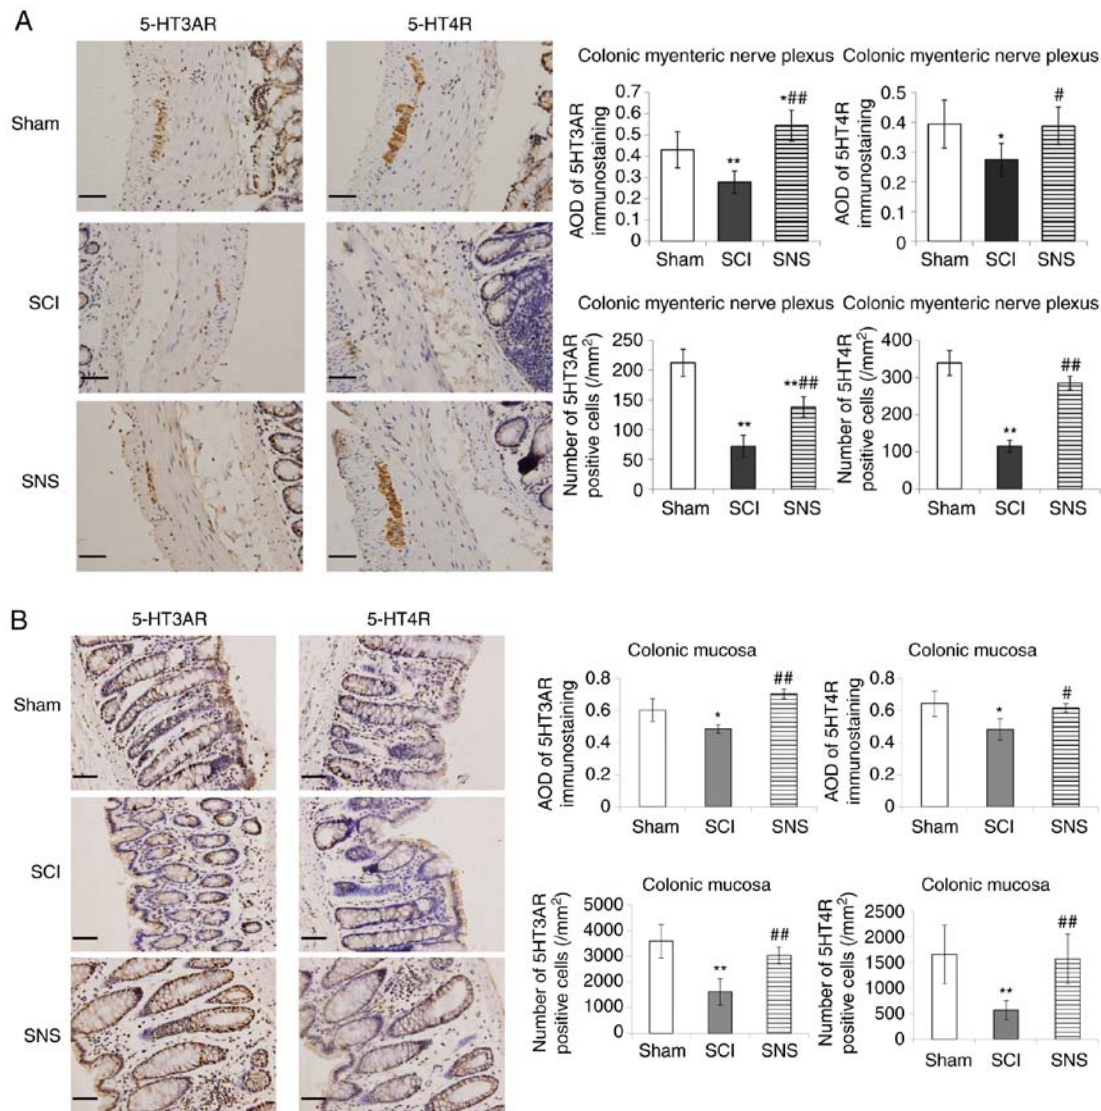 A
5-HT3AR
5-HT4R
Sham
SCI
SNS
Colonic myenteric nerve plexus
AOD of 5HT3AR
immunostaining
0.7
0.6
0.5
0.4
0.3
0.2
0.1
0
**
*##
Sham SCI SNS
Colonic myenteric nerve plexus
AOD of 5HT4R
immunostaining
0.5
0.4
0.3
0.2
0.1
0
*
#
Sham SCI SNS
Colonic myenteric nerve plexus
Number of 5HT3AR
positive cells (/mm2)
250
200
150
100
50
0
**
**##
Sham SCI SNS
Colonic myenteric nerve plexus
Number of 5HT4R
positive cells (/mm2)
400
300
200
100
0
**
##
Sham SCI SNS
B
5-HT3AR
5-HT4R
Sham
SCI
SNS
Colonic mucosa
AOD of 5HT3AR
immunostaining
0.8
0.6
0.4
0.2
0
*
##
Sham SCI SNS
Colonic mucosa
AOD of 5HT4R
immunostaining
0.8
0.6
0.4
0.2
0
*
#
Sham SCI SNS
Colonic mucosa
Number of 5HT3AR
positive cells (/mm2)
5000
4000
3000
2000
1000
0
**
##
Sham SCI SNS
Colonic mucosa
Number of 5HT4R
positive cells (/mm2)
2500
2000
1500
1000
500
0
**
##
Sham SCI SNS